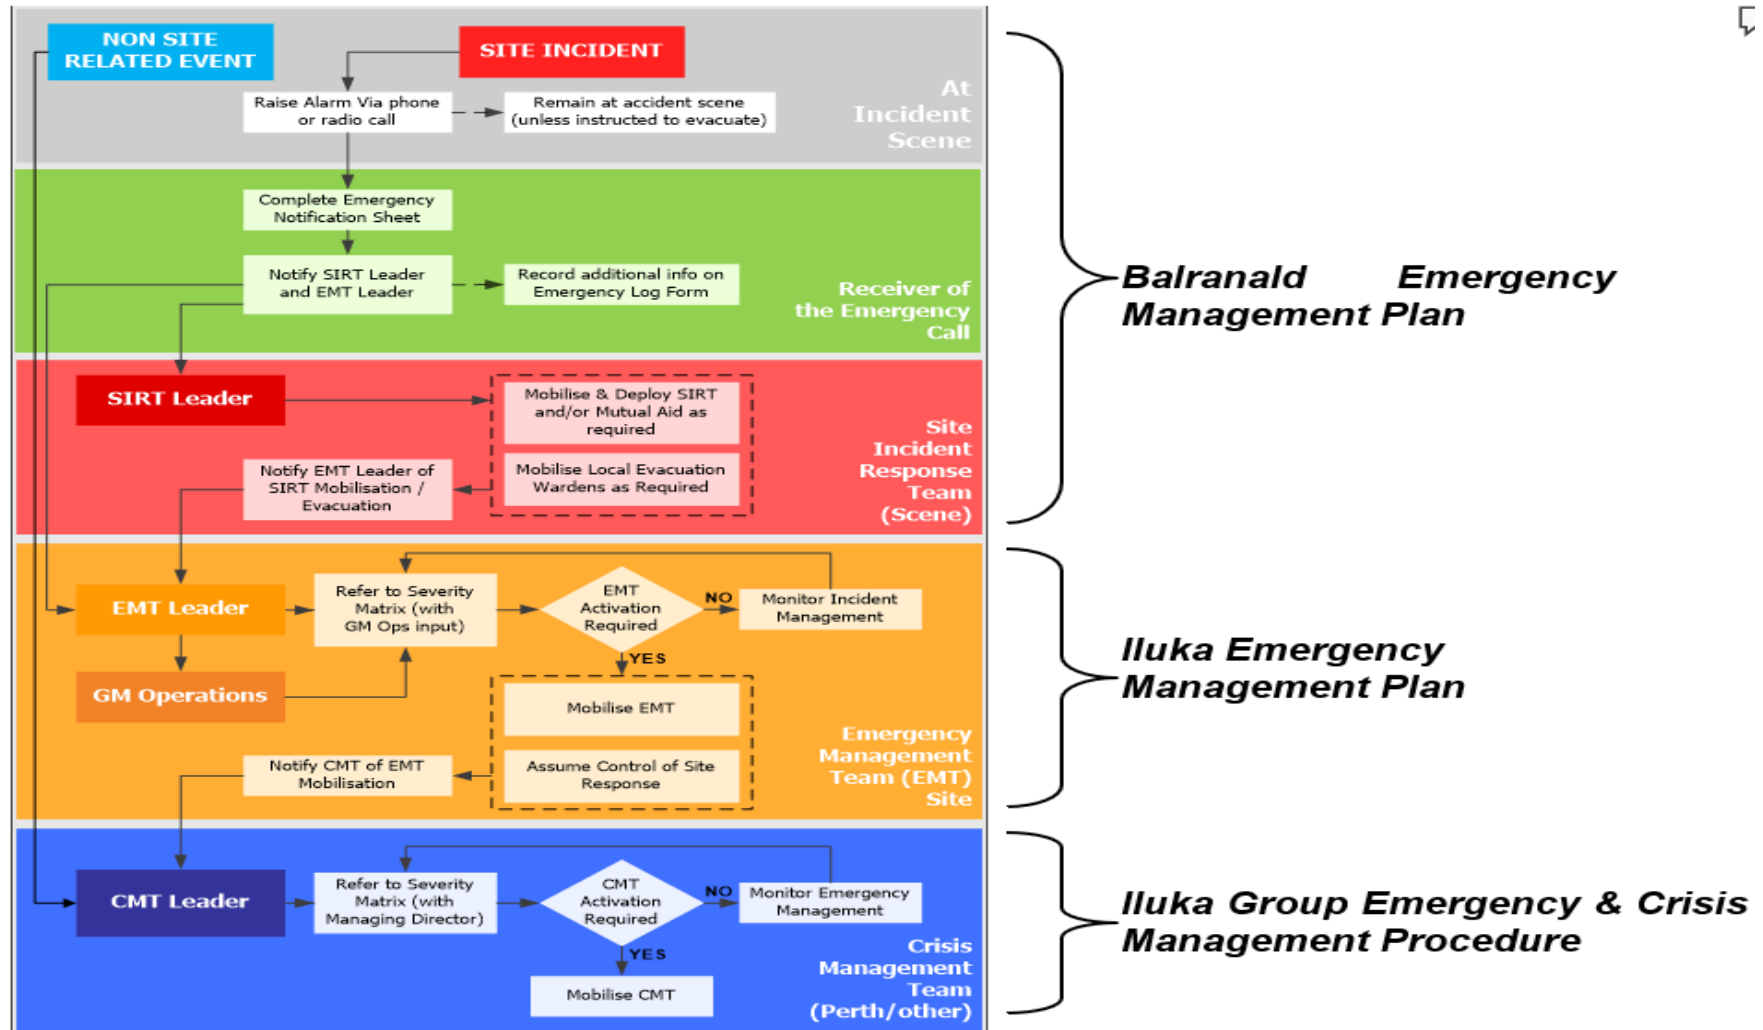 NON SITE
RELATED EVENT
SITE INCIDENT
Raise Alarm Via phone
or radio call
Remain at accident scene
(unless instructed to evacuate)
At
Incident
Scene
Complete Emergency
Notification Sheet
Notify SIRT Leader
and EMT Leader
Record additional info on
Emergency Log Form
Receiver of
the Emergency
Call
Balranald Emergency
Management Plan
SIRT Leader
Mobilise & Deploy SIRT
and/or Mutual Aid as
required
Mobilise Local Evacuation
Wardens as Required
Notify EMT Leader of
SIRT Mobilisation /
Evacuation
Site
Incident
Response
Team
(Scene)
EMT Leader
Refer to Severity
Matrix (with
GM Ops input)
EMT
Activation
Required
NO
Monitor Incident
Management
YES
GM Operations
Mobilise EMT
Assume Control of Site
Response
Notify CMT of EMT
Mobilisation
Emergency
Management
Team (EMT)
Site
Iluka Emergency
Management Plan
CMT Leader
Refer to Severity
Matrix (with
Managing Director)
CMT
Activation
Required
NO
Monitor Emergency
Management
YES
Mobilise CMT
Crisis
Management
Team
(Perth/other)
Iluka Group Emergency & Crisis
Management Procedure